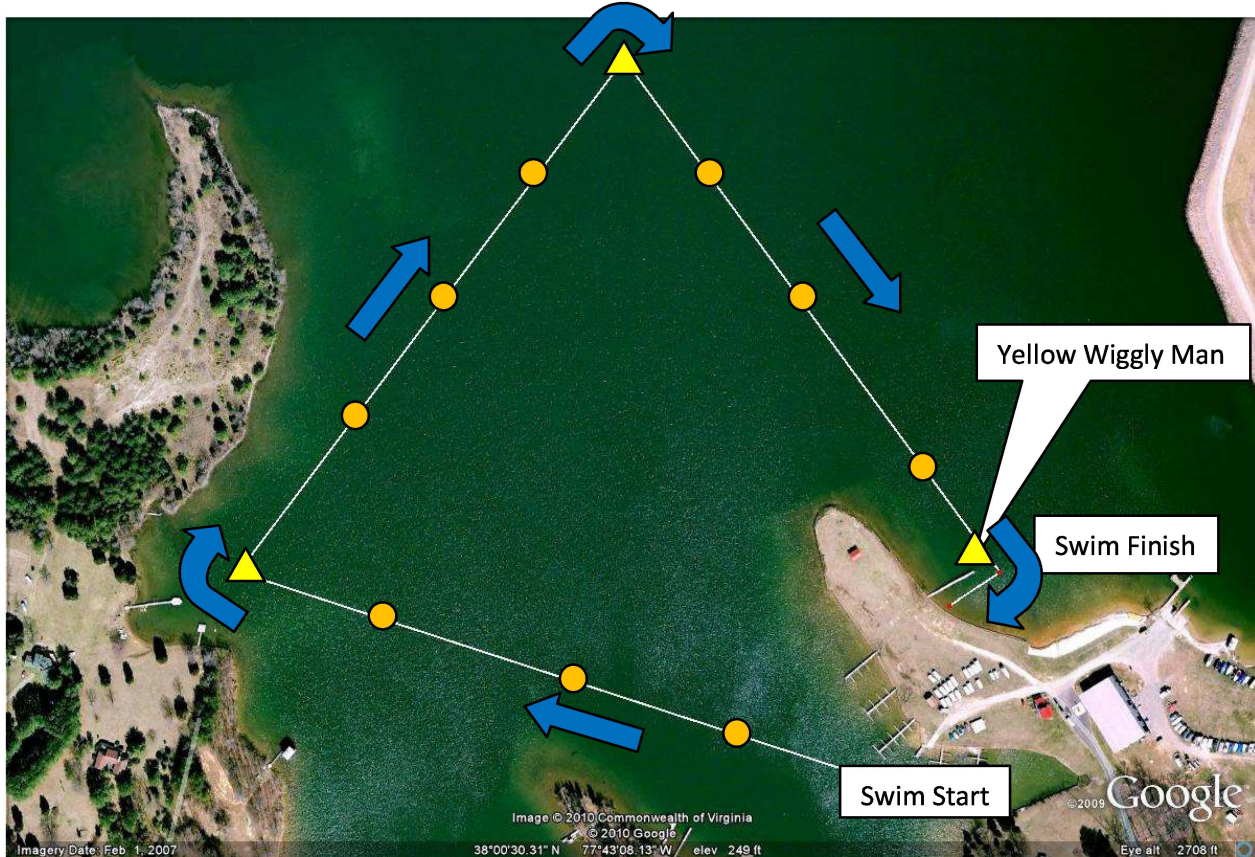 Yellow Wiggly Man
Swim Finish
Swim Start
©2009 Google
Image © 2010 Commonwealth of Virginia
© 2010 Google
Imagery Date: Feb 1, 2007
38°00'30.31" N 77°43'08.13" W elev 249 ft
Eye alt 2708 ft